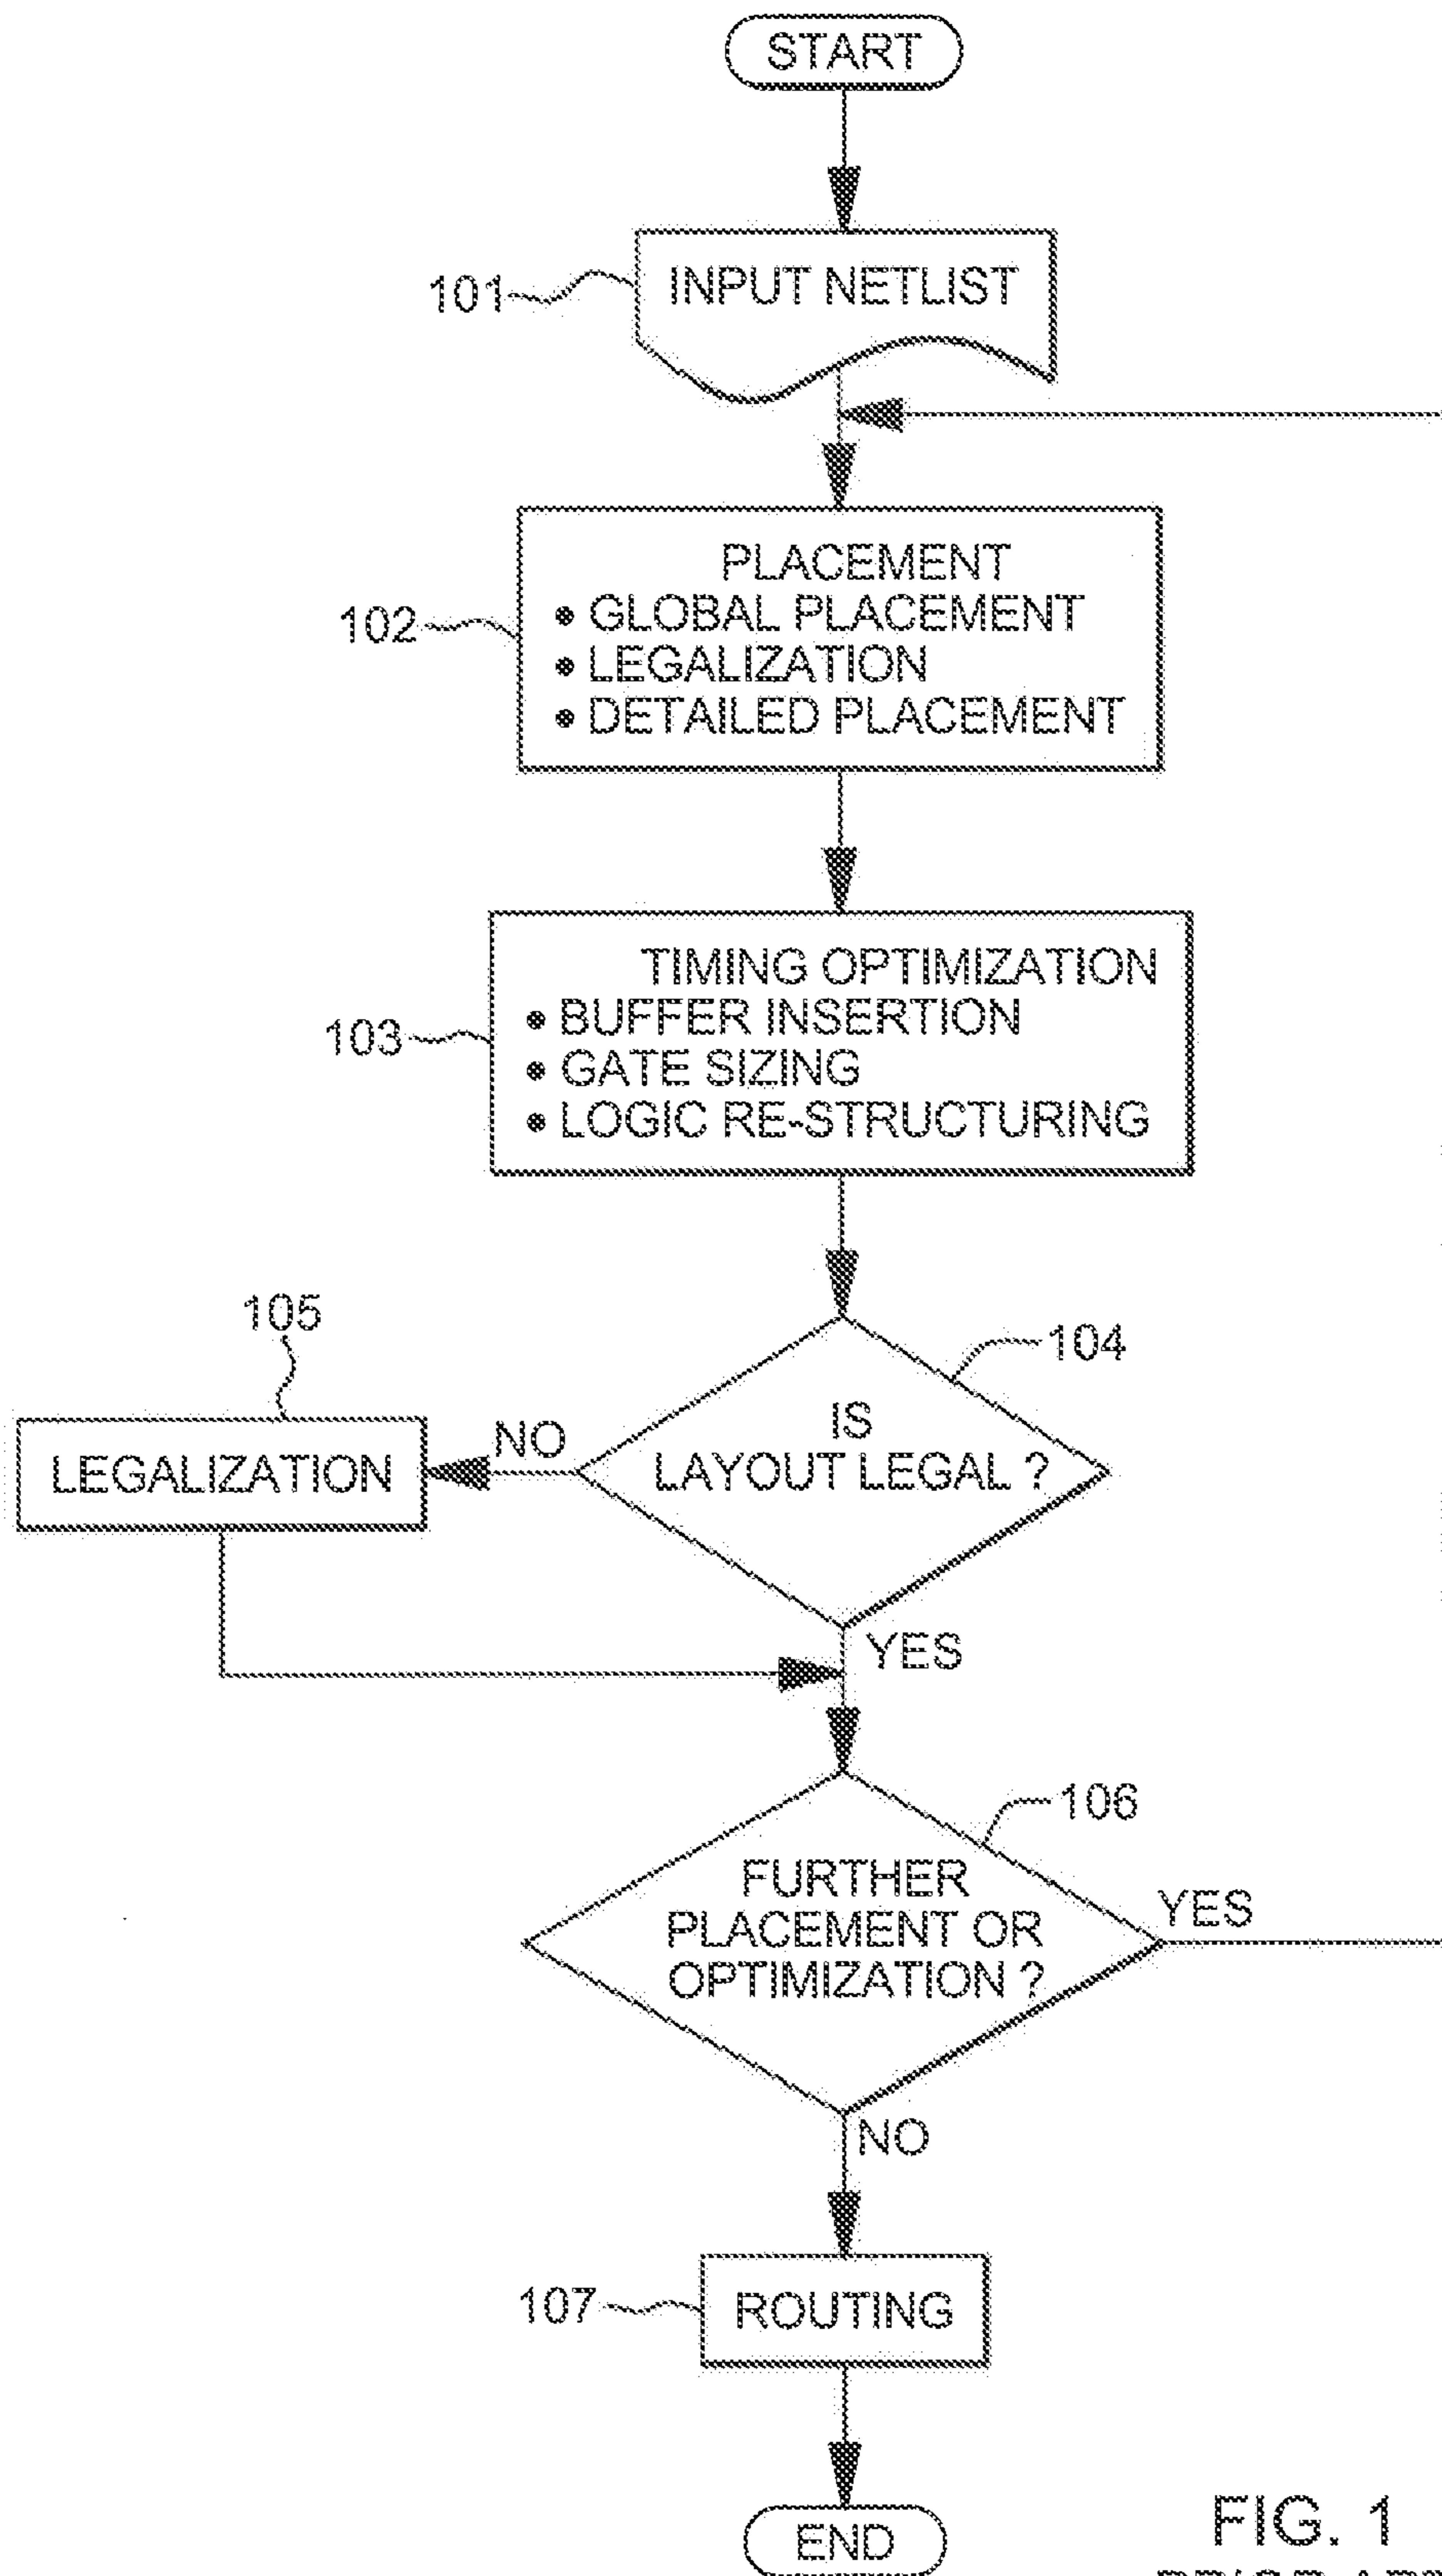 START
101
INPUT NETLIST
102
PLACEMENT
• GLOBAL PLACEMENT
• LEGALIZATION
• DETAILED PLACEMENT
103
TIMING OPTIMIZATION
• BUFFER INSERTION
• GATE SIZING
• LOGIC RE-STRUCTURING
105
104
LEGALIZATION
NO
IS
LAYOUT LEGAL ?
YES
106
FURTHER
PLACEMENT OR
OPTIMIZATION ?
YES
NO
107
ROUTING
END
FIG. 1